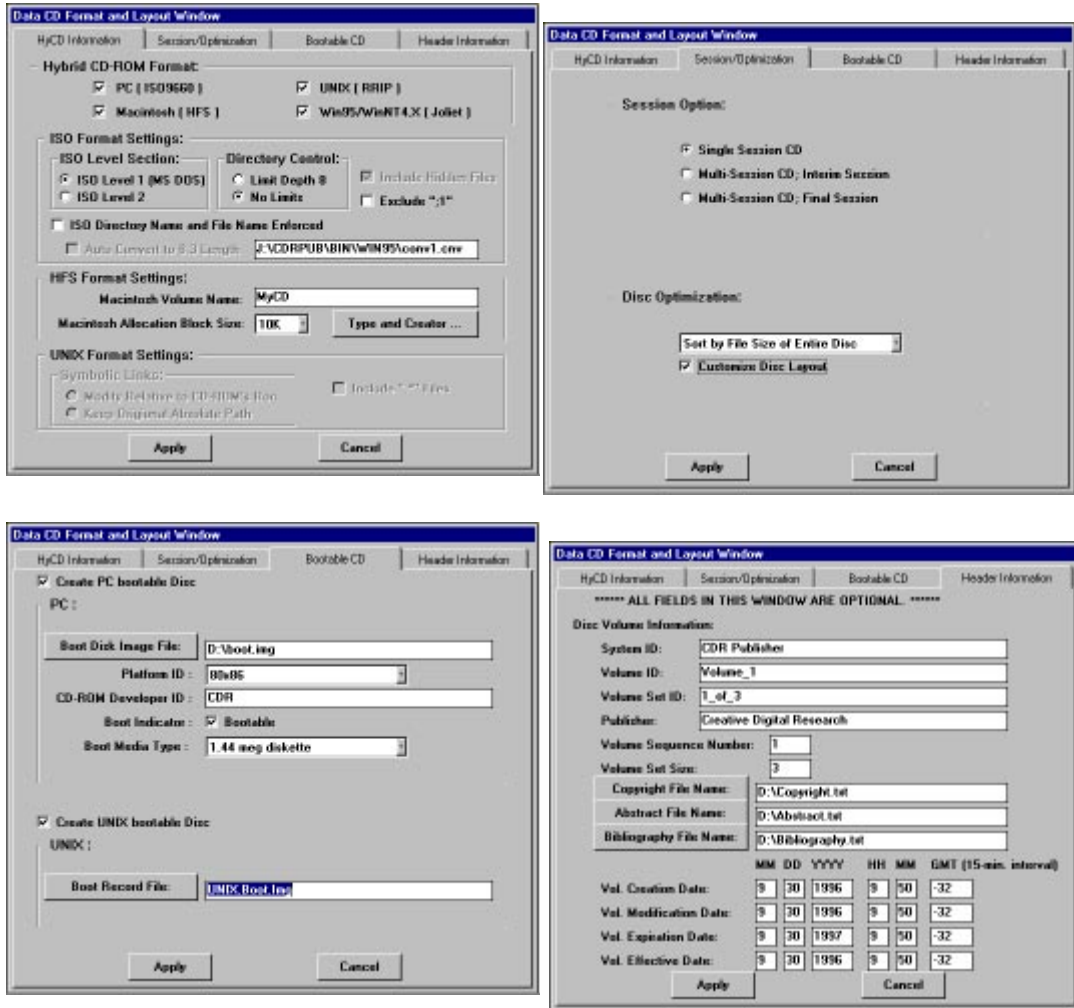 Data CD Format and Layout Window
HyCD Information Session/Optimization Bootable CD Header Information
Hybrid CD-ROM Format:
PC ( ISO9660 ) UNIX ( RRIP )
Macintosh ( HFS ) Win95/WinNT4.X ( Joliet )
ISO Format Settings:
ISO Level Section: Directory Control:
ISO Level 1 (MS DOS) Limit Depth 8 Include Hidden Files
ISO Level 2 No Limits Exclude ";1"
ISO Directory Name and File Name Enforced
Auto Convert to 8.3 Length J:\CDRPUB\BIN\WIN95\conv1.cnv
HFS Format Settings:
Macintosh Volume Name: MyCD
Macintosh Allocation Block Size: 10K Type and Creator ...
UNIX Format Settings:
Symbolic Links:
Modify Relative to CD-ROM's Include "." Files
Keep Original Absolute Path
Apply Cancel
Data CD Format and Layout Window
HyCD Information Session/Optimization Bootable CD Header Information
Session Option:
Single Session CD
Multi-Session CD; Interim Session
Multi-Session CD; Final Session
Disc Optimization:
Sort by File Size of Entire Disc
Customize Disc Layout
Apply Cancel
Data CD Format and Layout Window
HyCD Information Session/Optimization Bootable CD Header Information
Create PC bootable Disc
PC :
Boot Disk Image File: D:\boot.img
Platform ID : 80x86
CD-ROM Developer ID : CDR
Boot Indicator : Bootable
Boot Media Type : 1.44 meg diskette
Create UNIX bootable Disc
UNIX :
Boot Record File: UNIX.Boot.Img
Apply Cancel
Data CD Format and Layout Window
HyCD Information Session/Optimization Bootable CD Header Information
****** ALL FIELDS IN THIS WINDOW ARE OPTIONAL. ******
Disc Volume Information:
System ID: CDR Publisher
Volume ID: Volume_1
Volume Set ID: 1_of_3
Publisher: Creative Digital Research
Volume Sequence Number: 1
Volume Set Size: 3
Copyright File Name: D:\Copyright.txt
Abstract File Name: D:\Abstract.txt
Bibliography File Name: D:\Bibliography.txt
MM DD YYYY HH MM GMT (15-min. interval)
Vol. Creation Date: 9 30 1996 9 50 -32
Vol. Modification Date: 9 30 1996 9 50 -32
Vol. Expiration Date: 9 30 1997 9 50 -32
Vol. Effective Date: 9 30 1996 9 50 -32
Apply Cancel